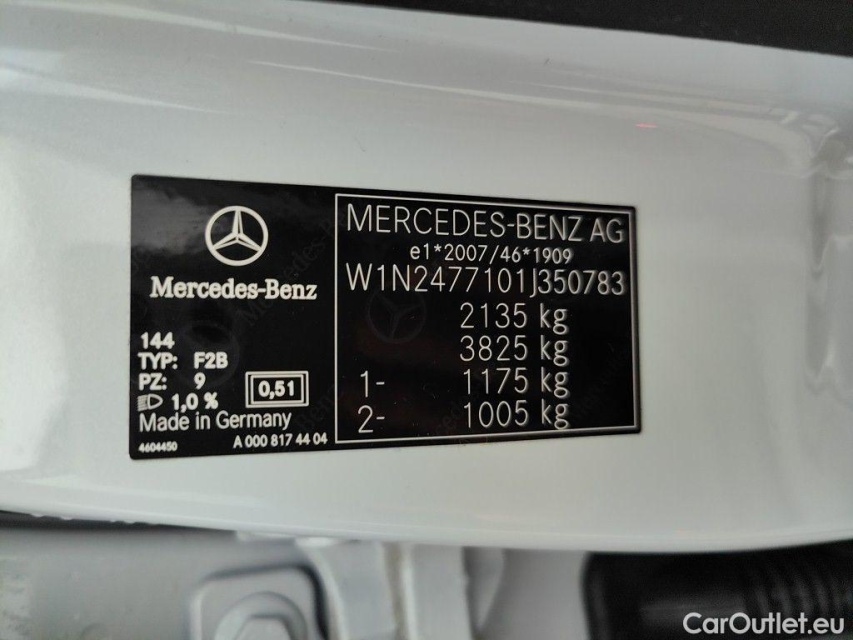 Mercedes-Benz
144
TYP: F2B
PZ: 9
1,0 %
0,51
Made in Germany
4604450
A 000 817 44 04
MERCEDES-BENZ AG
e1*2007/46*1909
W1N2477101J350783
2135 kg
3825 kg
1- 1175 kg
2- 1005 kg
CarOutlet.eu